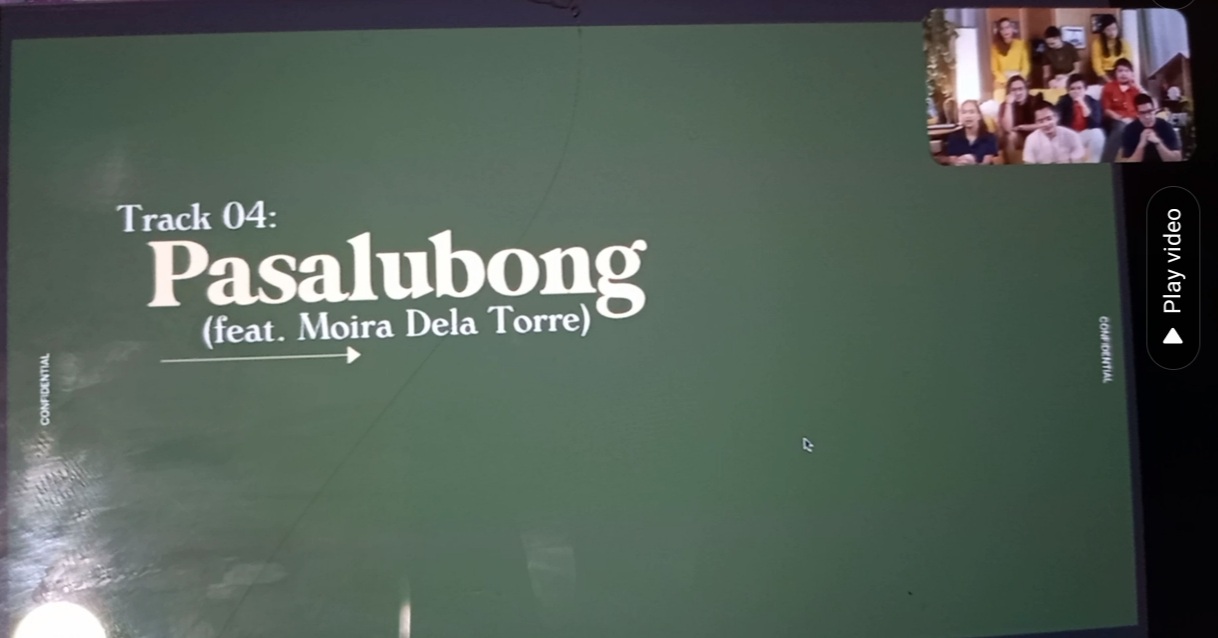 Track 04:
Pasalubong
(feat. Moira Dela Torre)
CONFIDENTIAL
CONFIDENTIAL
Play video